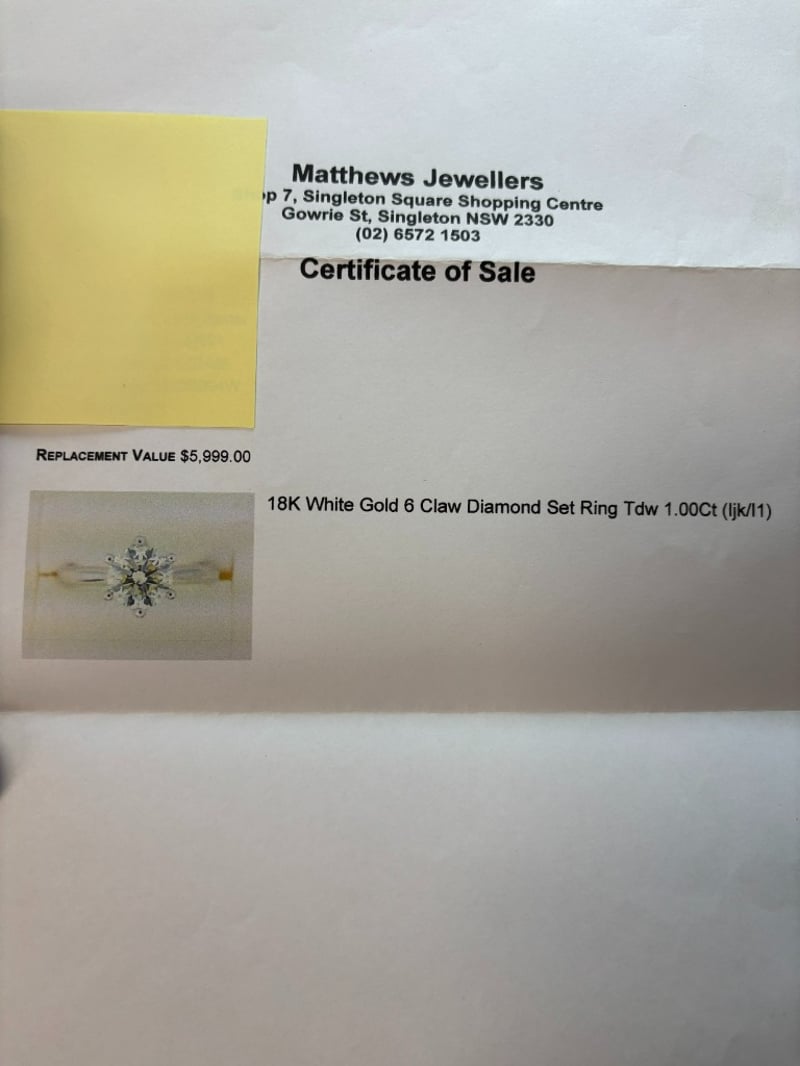 Matthews Jewellers
7, Singleton Square Shopping Centre
Gowrie St, Singleton NSW 2330
(02) 6572 1503
Certificate of Sale
REPLACEMENT VALUE $5,999.00
18K White Gold 6 Claw Diamond Set Ring Tdw 1.00Ct (Ijk/I1)